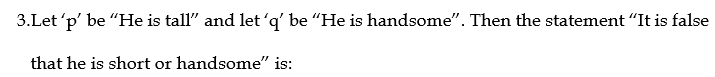 3.Let ‘p’ be “He is tall” and let ‘q’ be “He is handsome”. Then the statement “It is false
that he is short or handsome” is: